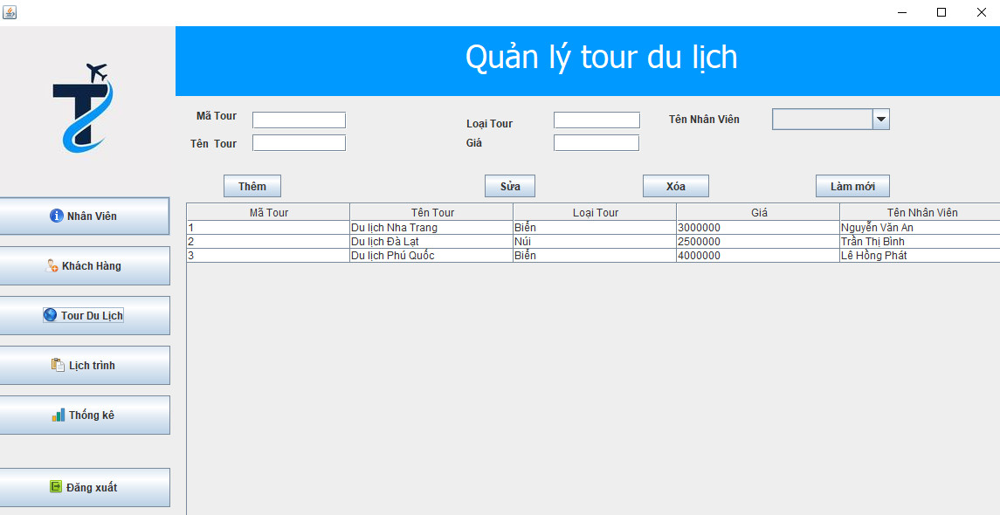 Quản lý tour du lịch
Mã Tour
Loại Tour
Tên Nhân Viên
Tên Tour
Giá
Thêm
Sửa
Xóa
Làm mới
Nhân Viên
Khách Hàng
Tour Du Lịch
Lịch trình
Thống kê
Đăng xuất
Mã Tour Tên Tour Loại Tour Giá Tên Nhân Viên
1 Du lịch Nha Trang Biển 3000000 Nguyễn Văn An
2 Du lịch Đà Lạt Núi 2500000 Trần Thị Bình
3 Du lịch Phú Quốc Biển 4000000 Lê Hồng Phát